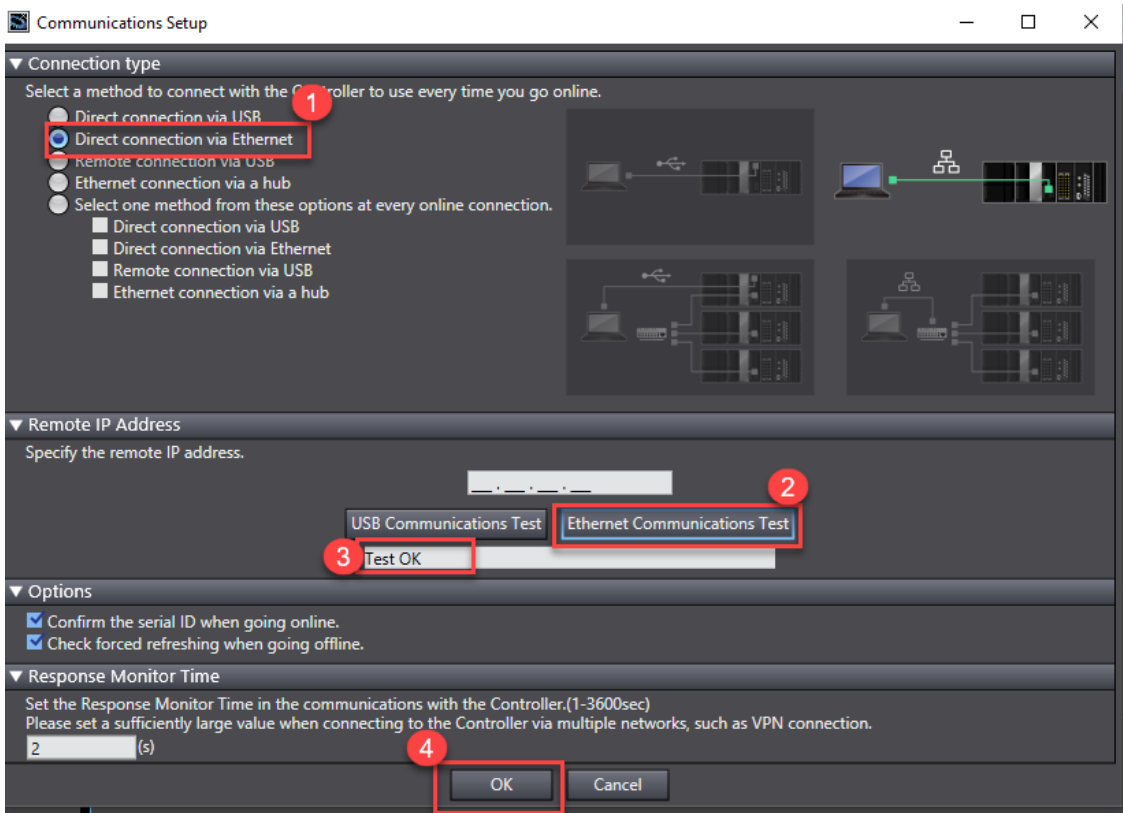 Communications Setup
Connection type
Select a method to connect with the Controller to use every time you go online.
1
Direct connection via USB
Direct connection via Ethernet
Remote connection via USB
Ethernet connection via a hub
Select one method from these options at every online connection.
Direct connection via USB
Direct connection via Ethernet
Remote connection via USB
Ethernet connection via a hub
Remote IP Address
Specify the remote IP address.
__.__.__.__
2
USB Communications Test Ethernet Communications Test
3 Test OK
Options
Confirm the serial ID when going online.
Check forced refreshing when going offline.
Response Monitor Time
Set the Response Monitor Time in the communications with the Controller.(1-3600sec)
Please set a sufficiently large value when connecting to the Controller via multiple networks, such as VPN connection.
2 (s)
4
OK Cancel